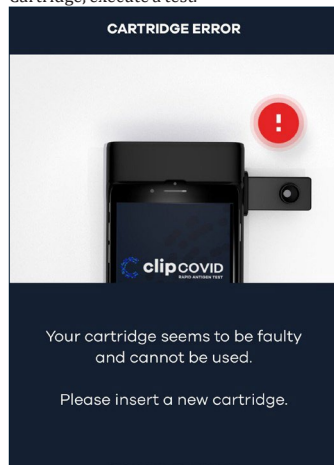 Cartridge, execute a test.
CARTRIDGE ERROR
!
clipCOVID
RAPID ANTIGEN TEST
Your cartridge seems to be faulty
and cannot be used.
Please insert a new cartridge.